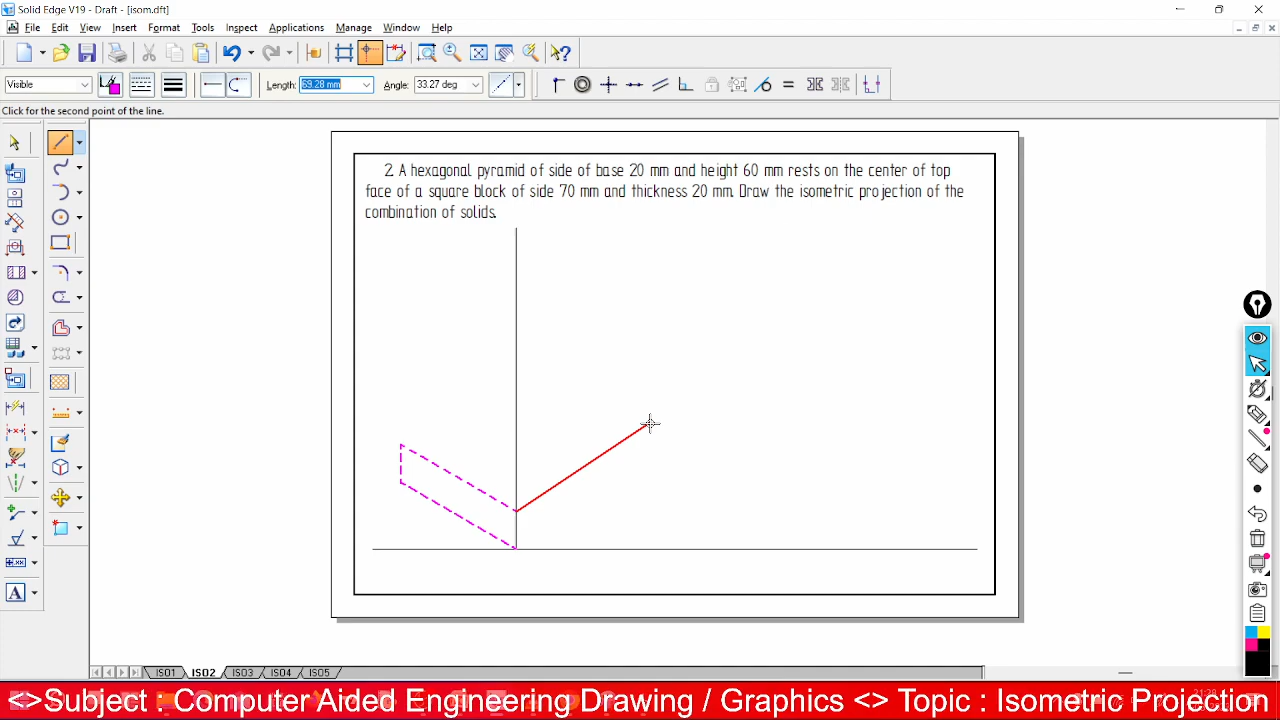 Solid Edge V19 - Draft - [isom.dft]
File Edit View Insert Format Tools Inspect Applications Manage Window Help
Visible Length: 69.28 mm Angle: 33.27 deg
Click for the second point of the line.
2. A hexagonal pyramid of side of base 20 mm and height 60 mm rests on the center of top
face of a square block of side 70 mm and thickness 20 mm. Draw the isometric projection of the
combination of solids.
ISO1 ISO2 ISO3 ISO4 ISO5
<>Subject : Computer Aided Engineering Drawing / Graphics <> Topic : Isometric Projection